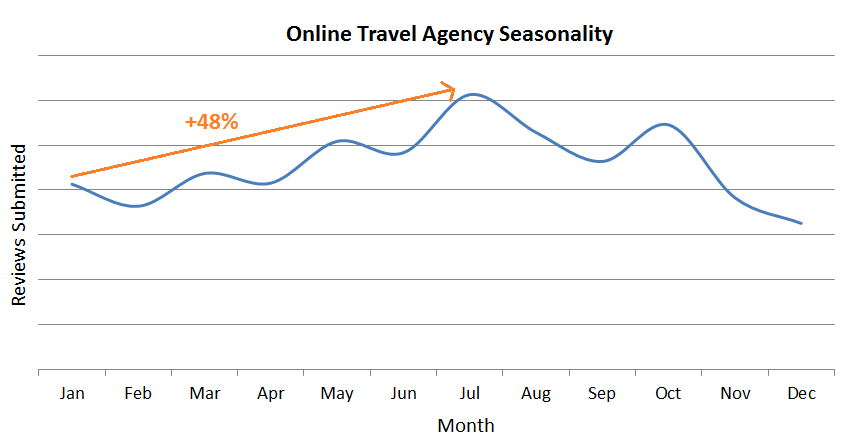 Online Travel Agency Seasonality
+48%
Reviews Submitted
Jan Feb Mar Apr May Jun Jul Aug Sep Oct Nov Dec
Month